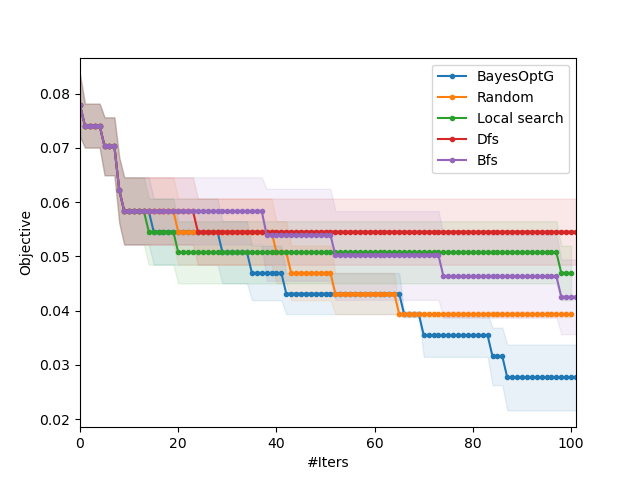 BayesOptG
Random
Local search
Dfs
Bfs
0.08
0.07
0.06
0.05
0.04
0.03
0.02
Objective
0 20 40 60 80 100
#Iters